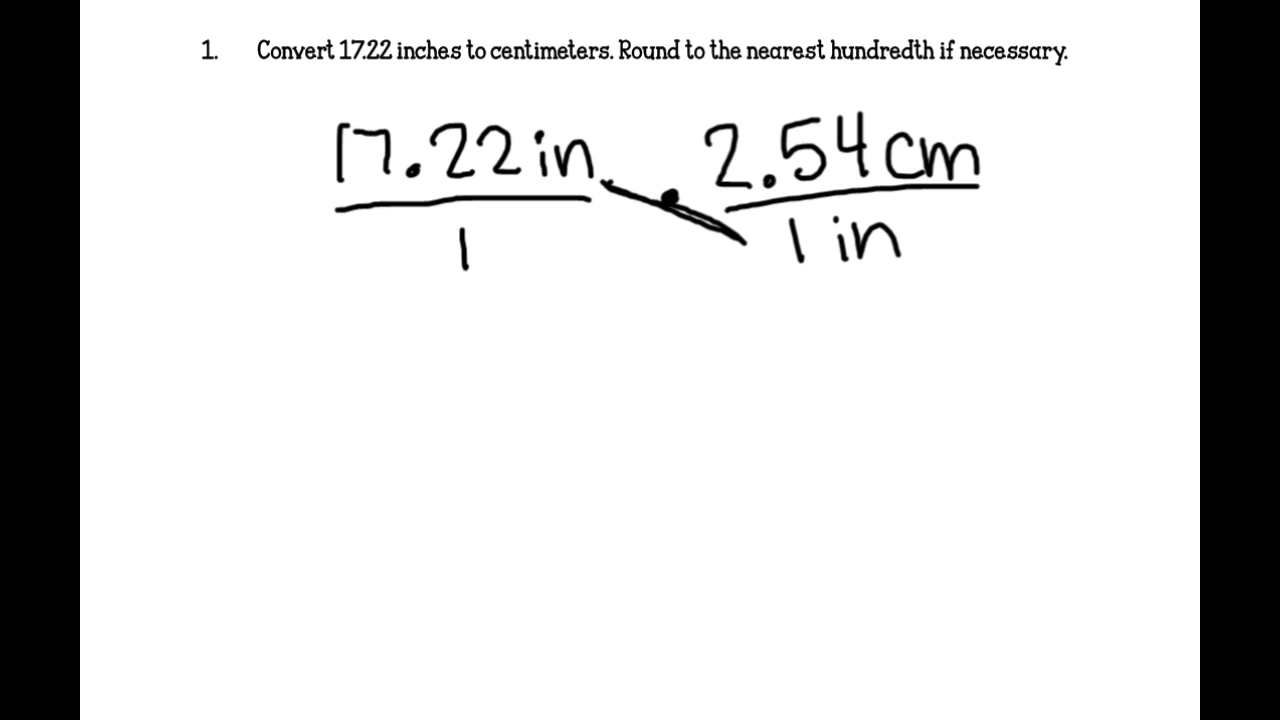 1. Convert 17.22 inches to centimeters. Round to the nearest hundredth if necessary.
17.22 in . 2.54 cm
1 1 in